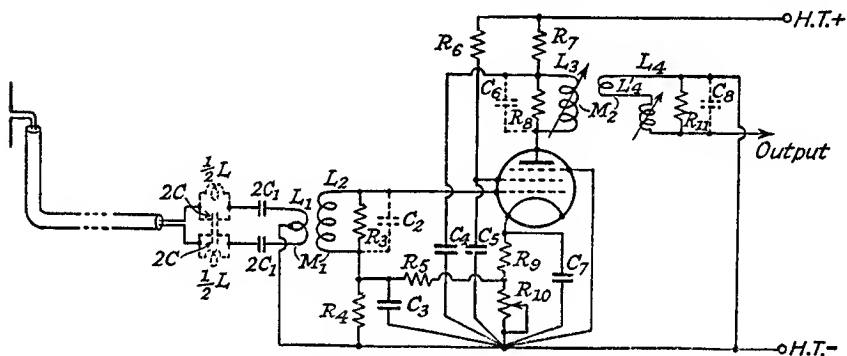 H.T.+
R6
R7
L3
L4
C6
R8
M2
L'4
R11
C8
Output
½L
2C
2C1
L1
L2
2C
2C1
M1
½L
R3
C2
C4
C5
R9
C7
R5
R4
C3
R10
H.T.-